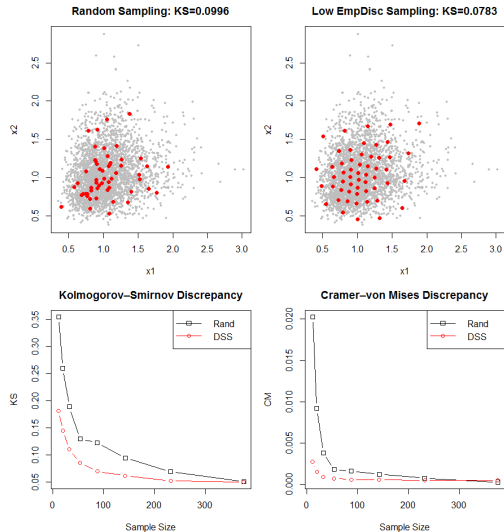 Random Sampling: KS=0.0996
x2
0.5 1.0 1.5 2.0 2.5
0.5 1.0 1.5 2.0 2.5 3.0
x1
Low EmpDisc Sampling: KS=0.0783
x2
0.5 1.0 1.5 2.0 2.5
0.5 1.0 1.5 2.0 2.5 3.0
x1
Kolmogorov–Smirnov Discrepancy
KS
0.05 0.10 0.15 0.20 0.25 0.30 0.35
Rand
DSS
50 100 200 300
Sample Size
Cramer–von Mises Discrepancy
CM
0.000 0.005 0.010 0.015 0.020
Rand
DSS
50 100 200 300
Sample Size